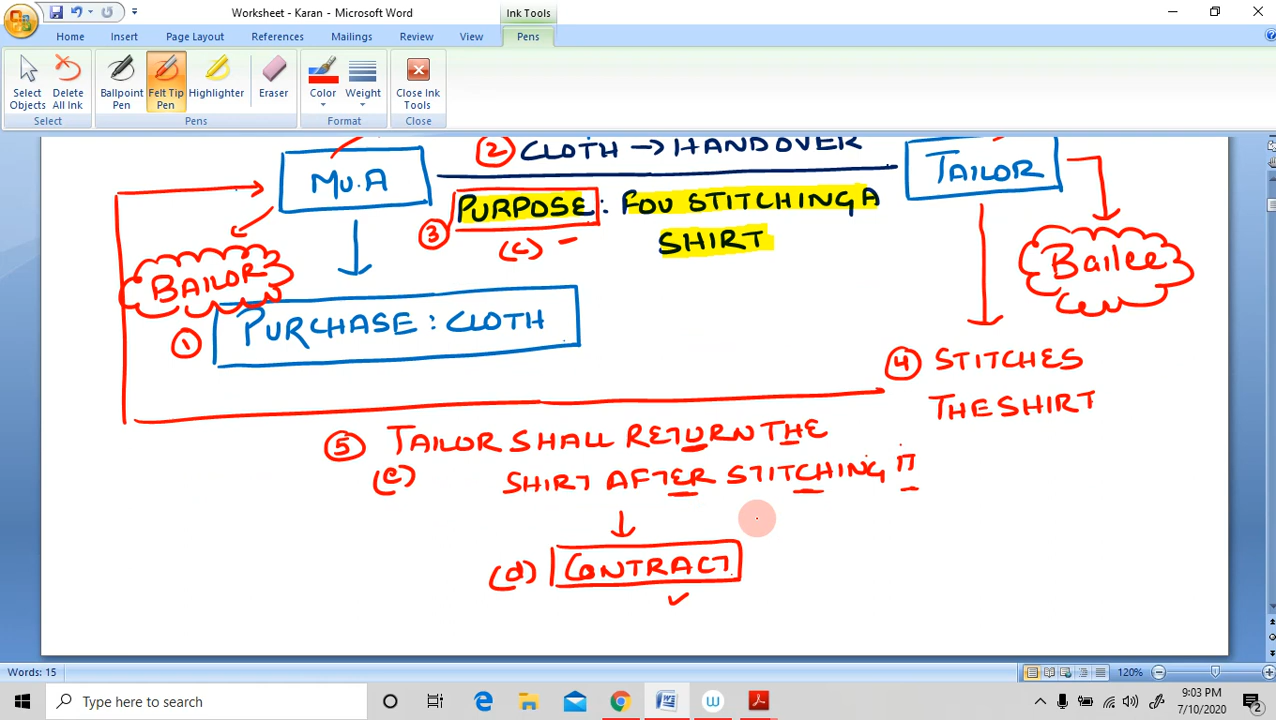 Worksheet - Karan - Microsoft Word
Ink Tools
Home Insert Page Layout References Mailings Review View Pens
Select Objects
Delete All Ink
Ballpoint Pen
Felt Tip Pen
Highlighter
Eraser
Color
Weight
Close Ink Tools
Select
Pens
Format
Close
② CLOTH → HANDOVER
Mr. A
TAILOR
③ PURPOSE : FOR STITCHING A
SHIRT
(c)
BAILOR
Bailee
① PURCHASE : CLOTH
④ STITCHES
THE SHIRT
⑤ TAILOR SHALL RETURN THE
(e) SHIRT AFTER STITCHING !!
(d) CONTRACT
Words: 15
120%
Type here to search
9:03 PM
7/10/2020
2